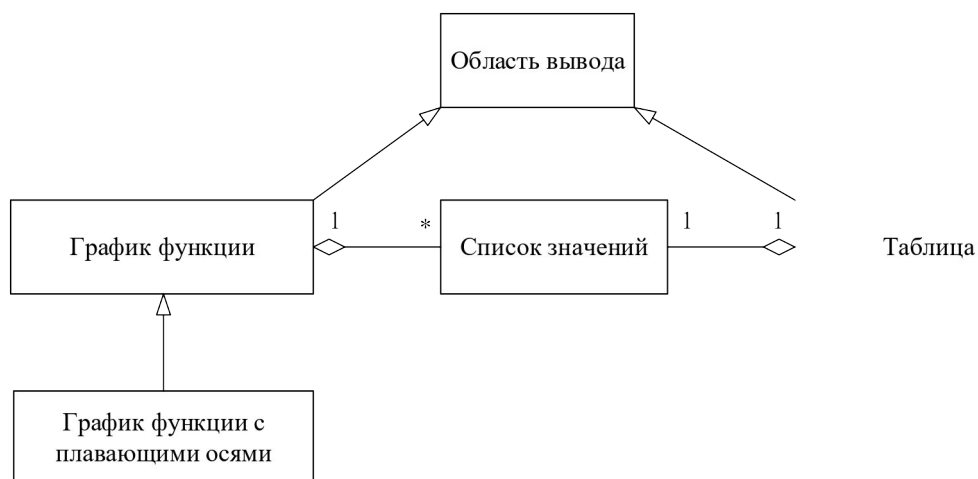 Область вывода
1
*
1
1
График функции
Список значений
Таблица
График функции с
плавающими осями